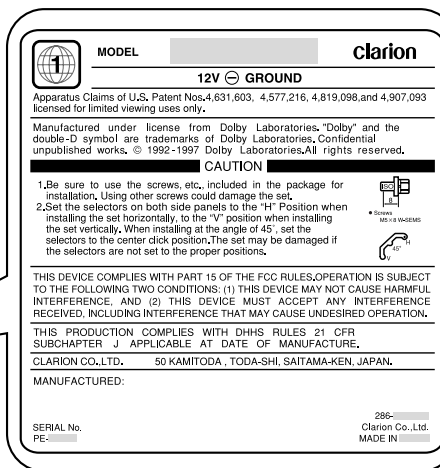 1
MODEL
clarion
12V ⊖ GROUND
Apparatus Claims of U.S. Patent Nos.4,631,603, 4,577,216, 4,819,098,and 4,907,093
licensed for limited viewing uses only.
Manufactured under license from Dolby Laboratories. "Dolby" and the
double-D symbol are trademarks of Dolby Laboratories. Confidential
unpublished works. © 1992-1997 Dolby Laboratories.All rights reserved.
CAUTION
1.Be sure to use the screws, etc., included in the package for
installation. Using other screws could damage the set.
2.Set the selectors on both side panels to the "H" Position when
installing the set horizontally, to the "V" position when installing
the set vertically. When installing at the angle of 45°, set the
selectors to the center click position.The set may be damaged if
the selectors are not set to the proper positions.
ISO
8
● Screws
M5×8 W-SEMS
H
45°
V
THIS DEVICE COMPLIES WITH PART 15 OF THE FCC RULES.OPERATION IS SUBJECT
TO THE FOLLOWING TWO CONDITIONS: (1) THIS DEVICE MAY NOT CAUSE HARMFUL
INTERFERENCE, AND (2) THIS DEVICE MUST ACCEPT ANY INTERFERENCE
RECEIVED, INCLUDING INTERFERENCE THAT MAY CAUSE UNDESIRED OPERATION.
THIS PRODUCTION COMPLIES WITH DHHS RULES 21 CFR
SUBCHAPTER J APPLICABLE AT DATE OF MANUFACTURE.
CLARION CO.,LTD. 50 KAMITODA , TODA-SHI, SAITAMA-KEN, JAPAN.
MANUFACTURED:
286-
SERIAL No. Clarion Co.,Ltd.
PE- MADE IN